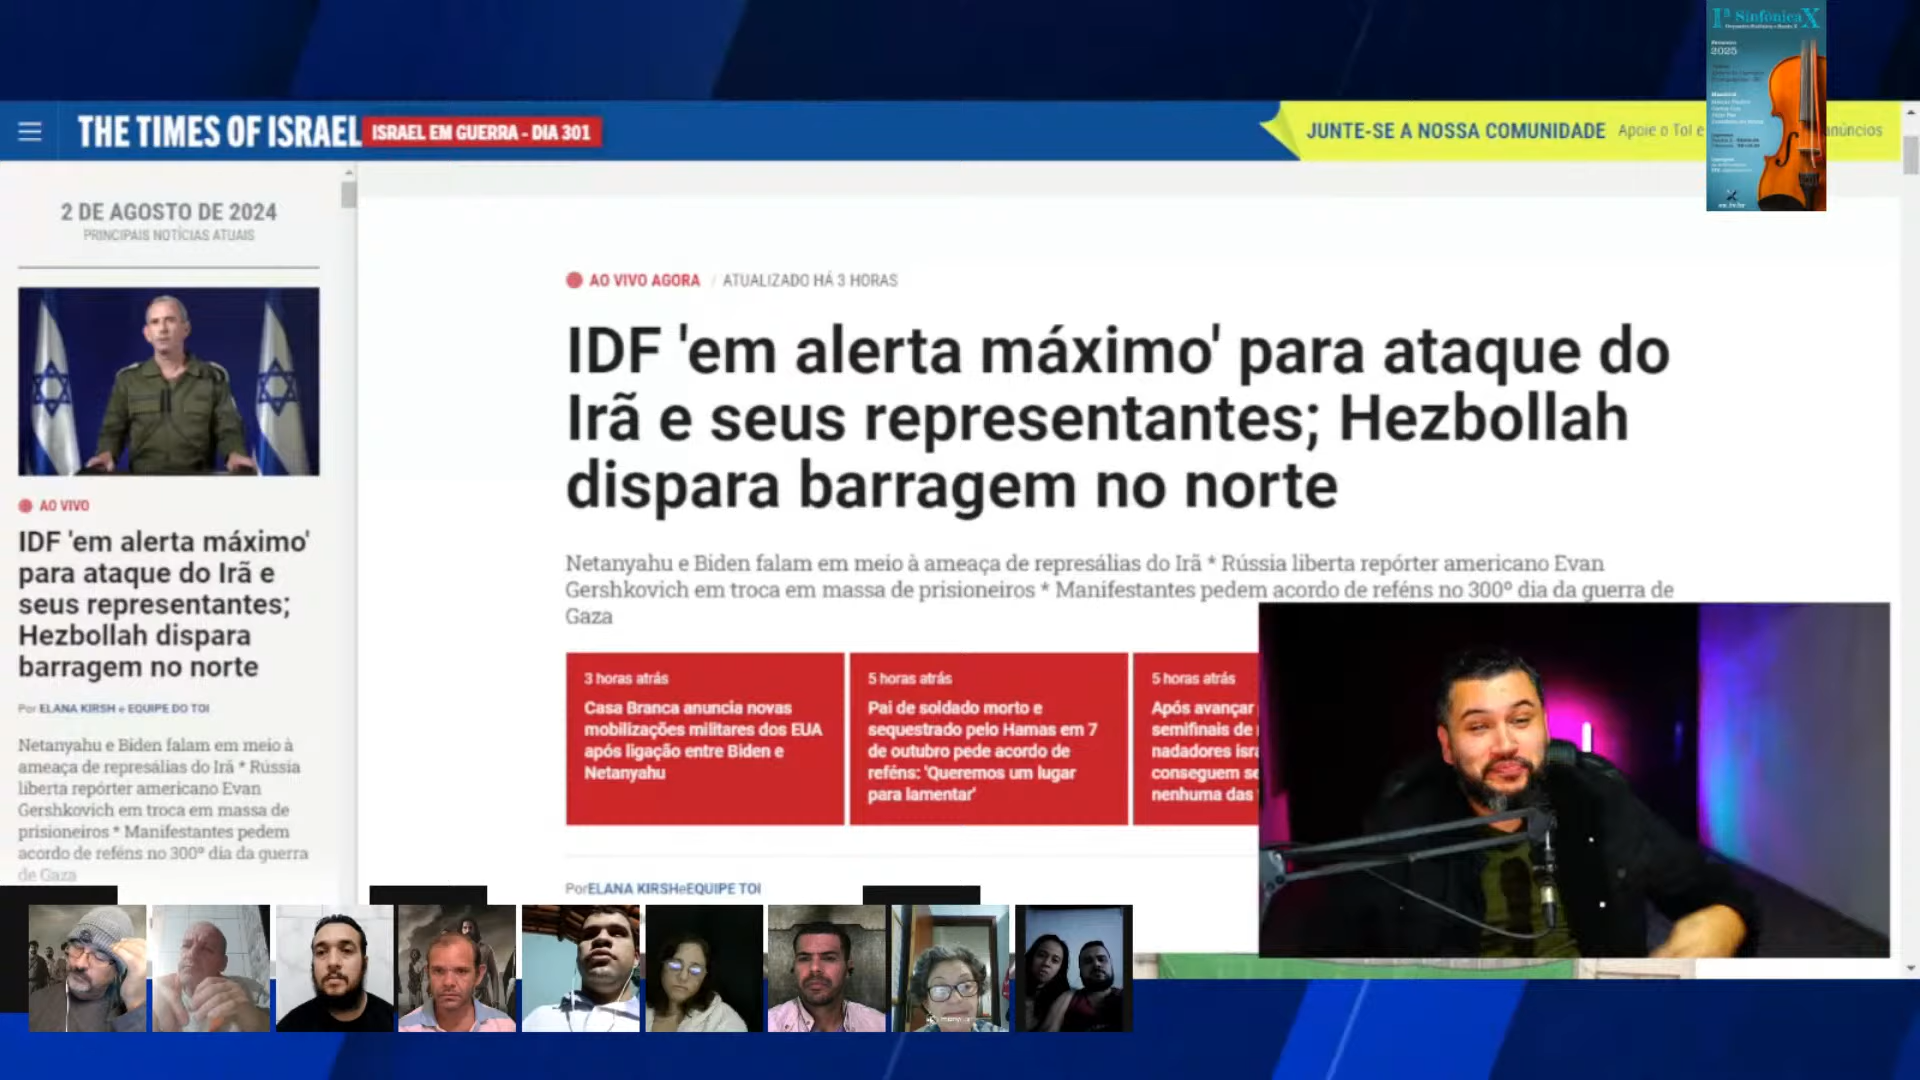 Iª SinfônicaX
Fevereiro
2025
THE TIMES OF ISRAEL
ISRAEL EM GUERRA - DIA 301
JUNTE-SE A NOSSA COMUNIDADE
Apoie o ToI e
anúncios
2 DE AGOSTO DE 2024
PRINCIPAIS NOTÍCIAS ATUAIS
AO VIVO
IDF 'em alerta máximo'
para ataque do Irã e
seus representantes;
Hezbollah dispara
barragem no norte
Por ELANA KIRSH e EQUIPE DO TOI
Netanyahu e Biden falam em meio à
ameaça de represálias do Irã * Rússia
liberta repórter americano Evan
Gershkovich em troca em massa de
prisioneiros * Manifestantes pedem
acordo de reféns no 300º dia da guerra
de Gaza
AO VIVO AGORA / ATUALIZADO HÁ 3 HORAS
IDF 'em alerta máximo' para ataque do
Irã e seus representantes; Hezbollah
dispara barragem no norte
Netanyahu e Biden falam em meio à ameaça de represálias do Irã * Rússia liberta repórter americano Evan
Gershkovich em troca em massa de prisioneiros * Manifestantes pedem acordo de reféns no 300º dia da guerra de
Gaza
3 horas atrás
Casa Branca anuncia novas
mobilizações militares dos EUA
após ligação entre Biden e
Netanyahu
5 horas atrás
Pai de soldado morto e
sequestrado pelo Hamas em 7
de outubro pede acordo de
reféns: 'Queremos um lugar
para lamentar'
5 horas atrás
Após avançar
semifinais de
nadadores isra
conseguem se
nenhuma das
PorELANA KIRSHeEQUIPE TOI